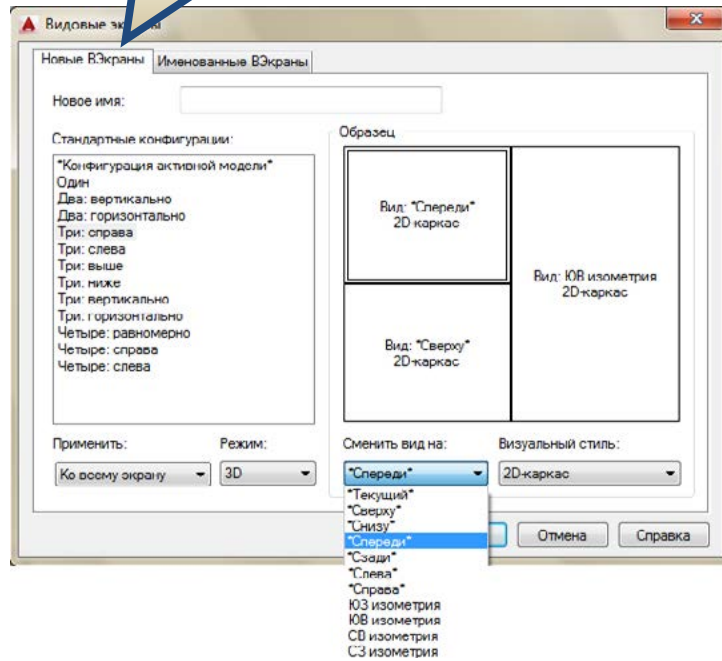 Видовые экраны
Новые ВЭкраны
Именованные ВЭкраны
Новое имя:
Стандартные конфигурации:
*Конфигурация активной модели*
Один
Два: вертикально
Два: горизонтально
Три: справа
Три: слева
Три: выше
Три: ниже
Три: вертикально
Три: горизонтально
Четыре: равномерно
Четыре: справа
Четыре: слева
Образец
Вид: *Спереди*
2D-каркас
Вид: *Сверху*
2D-каркас
Вид: ЮВ изометрия
2D-каркас
Применить:
Ко всему экрану
Режим:
3D
Сменить вид на:
*Спереди*
Визуальный стиль:
2D-каркас
*Текущий*
*Сверху*
*Снизу*
*Спереди*
*Сзади*
*Слева*
*Справа*
ЮЗ изометрия
ЮВ изометрия
СВ изометрия
СЗ изометрия
Отмена
Справка